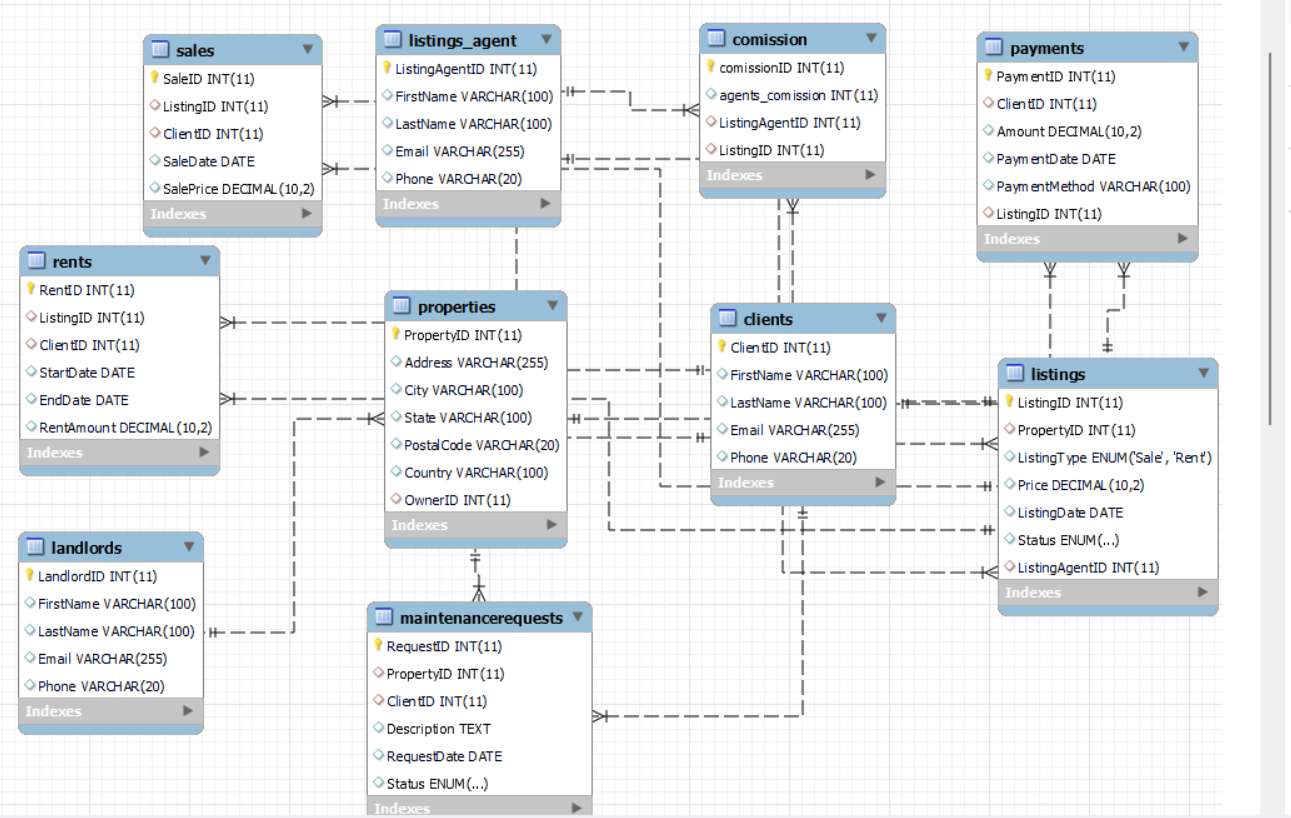 sales
SaleID INT(11)
ListingID INT(11)
ClientID INT(11)
SaleDate DATE
SalePrice DECIMAL(10,2)
Indexes
listings_agent
ListingAgentID INT(11)
FirstName VARCHAR(100)
LastName VARCHAR(100)
Email VARCHAR(255)
Phone VARCHAR(20)
Indexes
comission
comissionID INT(11)
agents_comission INT(11)
ListingAgentID INT(11)
ListingID INT(11)
Indexes
payments
PaymentID INT(11)
ClientID INT(11)
Amount DECIMAL(10,2)
PaymentDate DATE
PaymentMethod VARCHAR(100)
ListingID INT(11)
Indexes
rents
RentID INT(11)
ListingID INT(11)
ClientID INT(11)
StartDate DATE
EndDate DATE
RentAmount DECIMAL(10,2)
Indexes
properties
PropertyID INT(11)
Address VARCHAR(255)
City VARCHAR(100)
State VARCHAR(100)
PostalCode VARCHAR(20)
Country VARCHAR(100)
OwnerID INT(11)
Indexes
clients
ClientID INT(11)
FirstName VARCHAR(100)
LastName VARCHAR(100)
Email VARCHAR(255)
Phone VARCHAR(20)
Indexes
listings
ListingID INT(11)
PropertyID INT(11)
ListingType ENUM('Sale', 'Rent')
Price DECIMAL(10,2)
ListingDate DATE
Status ENUM(...)
ListingAgentID INT(11)
Indexes
landlords
LandlordID INT(11)
FirstName VARCHAR(100)
LastName VARCHAR(100)
Email VARCHAR(255)
Phone VARCHAR(20)
Indexes
maintenancerequests
RequestID INT(11)
PropertyID INT(11)
ClientID INT(11)
Description TEXT
RequestDate DATE
Status ENUM(...)
Indexes